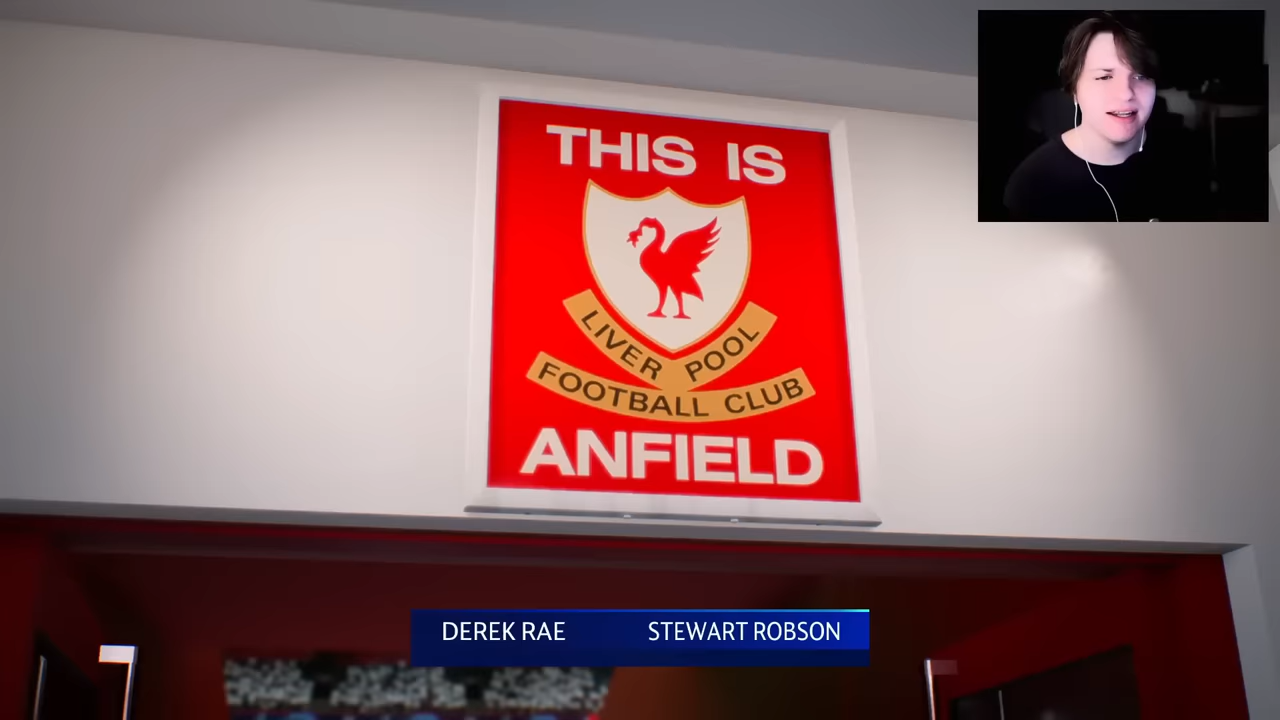 THIS IS
LIVER POOL
FOOTBALL CLUB
ANFIELD
DEREK RAE STEWART ROBSON